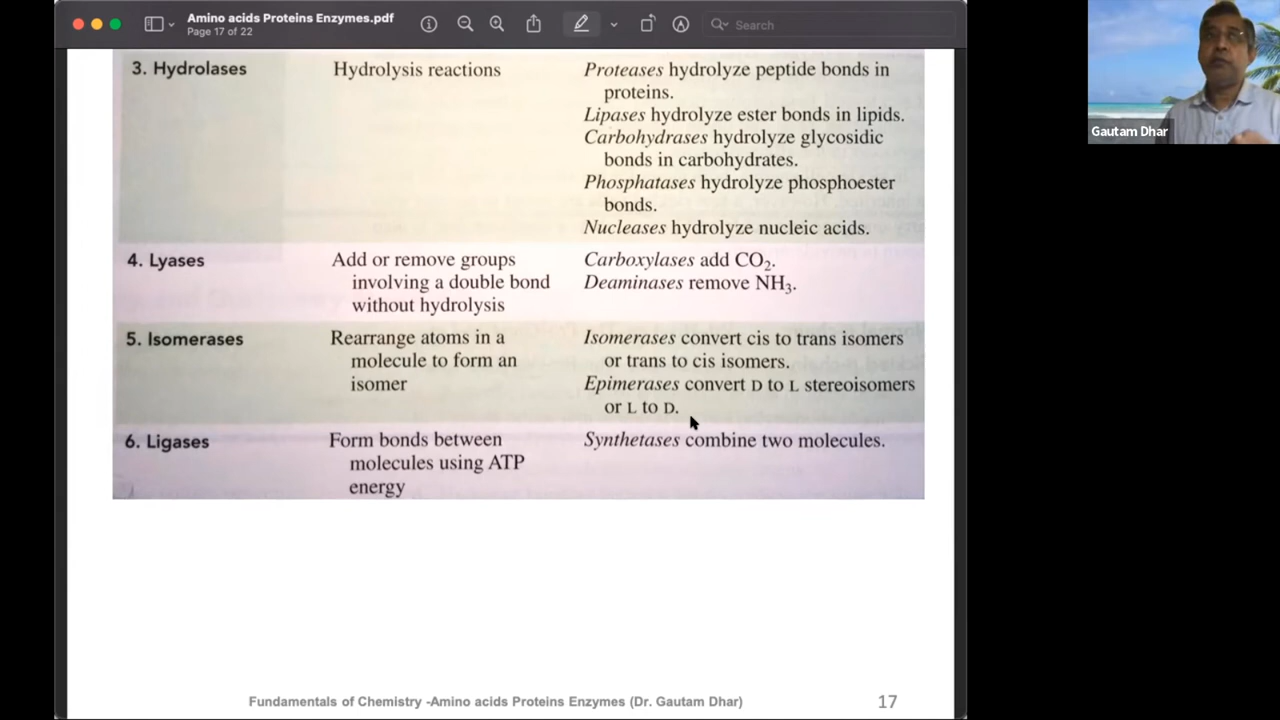 Amino acids Proteins Enzymes.pdf
Page 17 of 22
Search
Gautam Dhar
3. Hydrolases
Hydrolysis reactions
Proteases hydrolyze peptide bonds in
proteins.
Lipases hydrolyze ester bonds in lipids.
Carbohydrases hydrolyze glycosidic
bonds in carbohydrates.
Phosphatases hydrolyze phosphoester
bonds.
Nucleases hydrolyze nucleic acids.
4. Lyases
Add or remove groups
involving a double bond
without hydrolysis
Carboxylases add CO₂.
Deaminases remove NH₃.
5. Isomerases
Rearrange atoms in a
molecule to form an
isomer
Isomerases convert cis to trans isomers
or trans to cis isomers.
Epimerases convert D to L stereoisomers
or L to D.
6. Ligases
Form bonds between
molecules using ATP
energy
Synthetases combine two molecules.
Fundamentals of Chemistry -Amino acids Proteins Enzymes (Dr. Gautam Dhar)
17